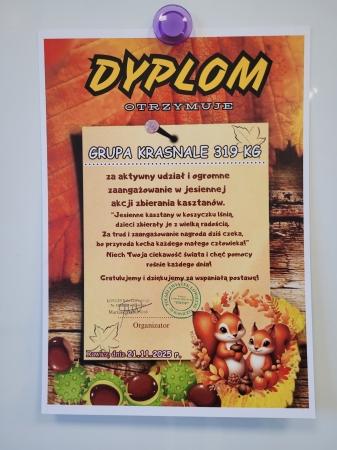 DYPLOM
OTRZYMUJE
GRUPA KRASNALE 319 KG
za aktywny udział i ogromne
zaangażowanie w jesiennej
akcji zbierania kasztanów.
"Jesienne kasztany w koszyczku lśnią,
dzieci zbierały je z wielką radością.
Za trud i zaangażowanie nagroda dziś czeka,
bo przyroda kocha każdego małego człowieka!"
Niech Twoja ciekawość świata i chęć pomocy
rośnie każdego dnia!
Gratulujemy i dziękujemy za wspaniałą postawę!
Organizator
dnia 21.11.2025 r.